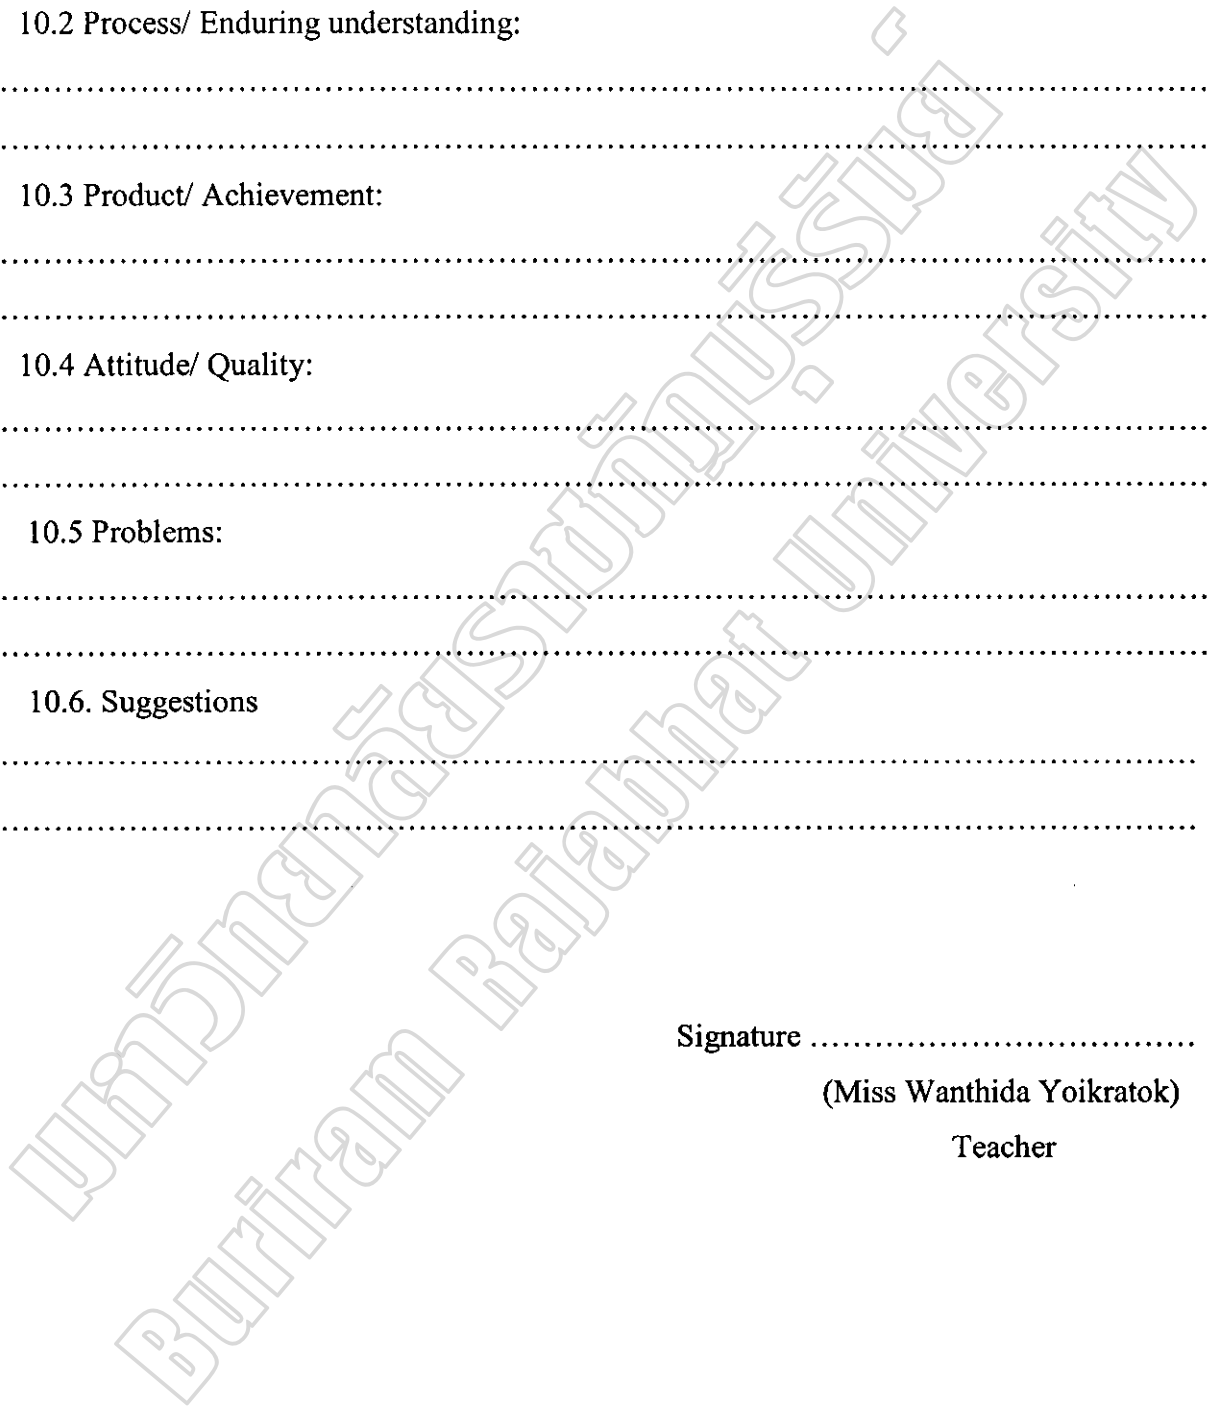 10.2 Process/ Enduring understanding:
........................................................................................................................
........................................................................................................................
10.3 Product/ Achievement:
........................................................................................................................
........................................................................................................................
10.4 Attitude/ Quality:
........................................................................................................................
........................................................................................................................
10.5 Problems:
........................................................................................................................
........................................................................................................................
10.6. Suggestions
........................................................................................................................
........................................................................................................................
Signature .....................................
(Miss Wanthida Yoikratok)
Teacher
มหาวิทยาลัยราชภัฏบุรีรัมย์
Buriram Rajabhat University